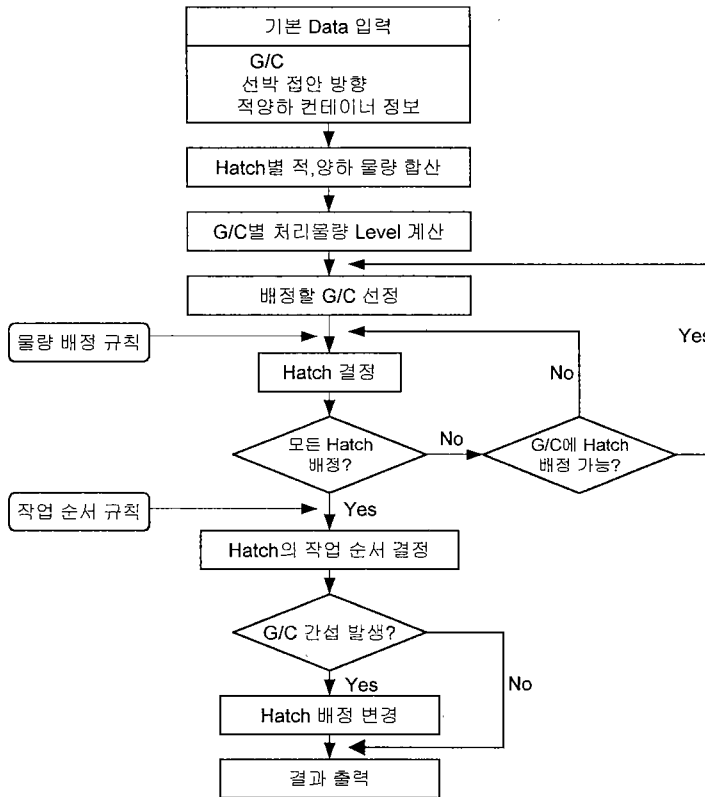 기본 Data 입력
G/C
선박 접안 방향
적양하 컨테이너 정보
Hatch별 적,양하 물량 합산
G/C별 처리물량 Level 계산
배정할 G/C 선정
물량 배정 규칙
Yes
Hatch 결정
No
모든 Hatch
배정?
No
G/C에 Hatch
배정 가능?
작업 순서 규칙
Yes
Hatch의 작업 순서 결정
G/C 간섭 발생?
Yes
No
Hatch 배정 변경
결과 출력